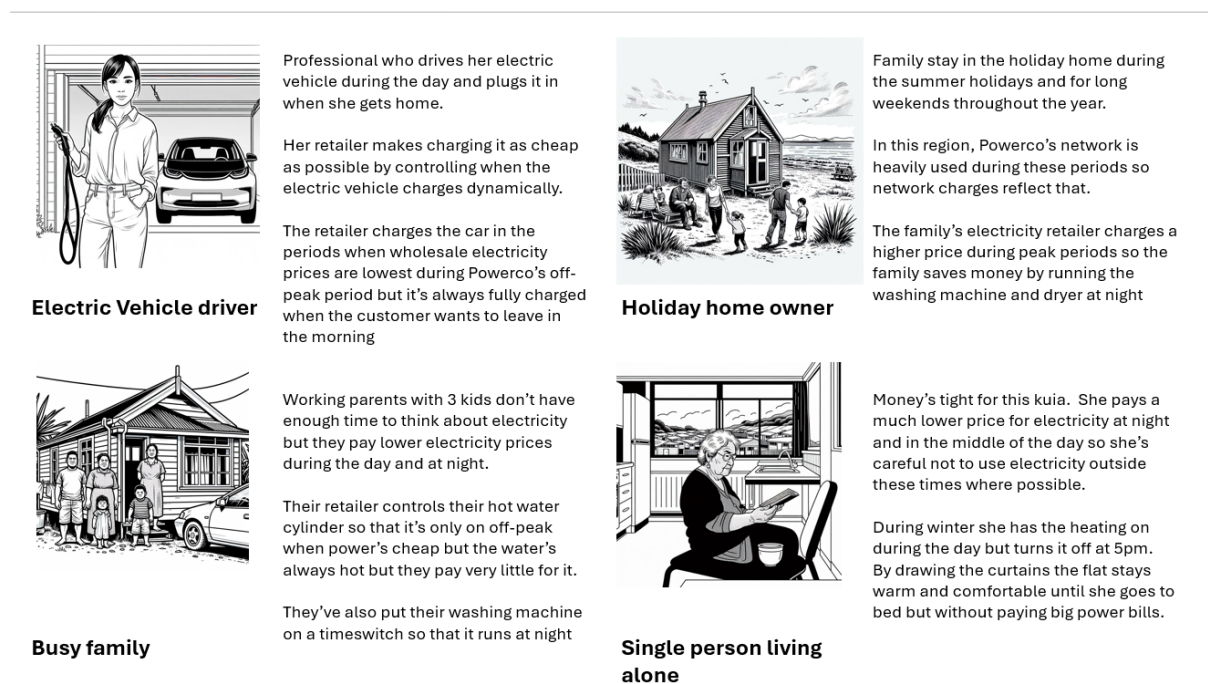 Professional who drives her electric
vehicle during the day and plugs it in
when she gets home.
Her retailer makes charging it as cheap
as possible by controlling when the
electric vehicle charges dynamically.
The retailer charges the car in the
periods when wholesale electricity
prices are lowest during Powerco's off-
peak period but it's always fully charged
when the customer wants to leave in
the morning
Electric Vehicle driver
Family stay in the holiday home during
the summer holidays and for long
weekends throughout the year.
In this region, Powerco's network is
heavily used during these periods so
network charges reflect that.
The family's electricity retailer charges a
higher price during peak periods so the
family saves money by running the
washing machine and dryer at night
Holiday home owner
Working parents with 3 kids don't have
enough time to think about electricity
but they pay lower electricity prices
during the day and at night.
Their retailer controls their hot water
cylinder so that it's only on off-peak
when power's cheap but the water's
always hot but they pay very little for it.
They've also put their washing machine
on a timeswitch so that it runs at night
Busy family
Money's tight for this kuia.  She pays a
much lower price for electricity at night
and in the middle of the day so she's
careful not to use electricity outside
these times where possible.
During winter she has the heating on
during the day but turns it off at 5pm.
By drawing the curtains the flat stays
warm and comfortable until she goes to
bed but without paying big power bills.
Single person living
alone